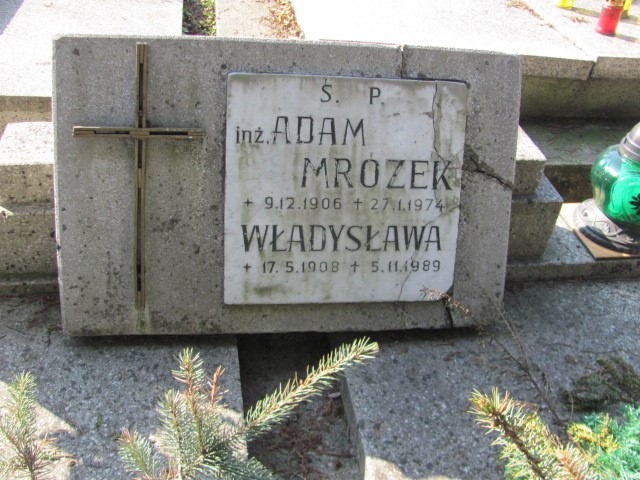 Ś. P.
inż. ADAM
MROZEK
+ 9.12.1906 + 27.1.1974
WŁADYSŁAWA
+ 17.5.1908 + 5.11.1989